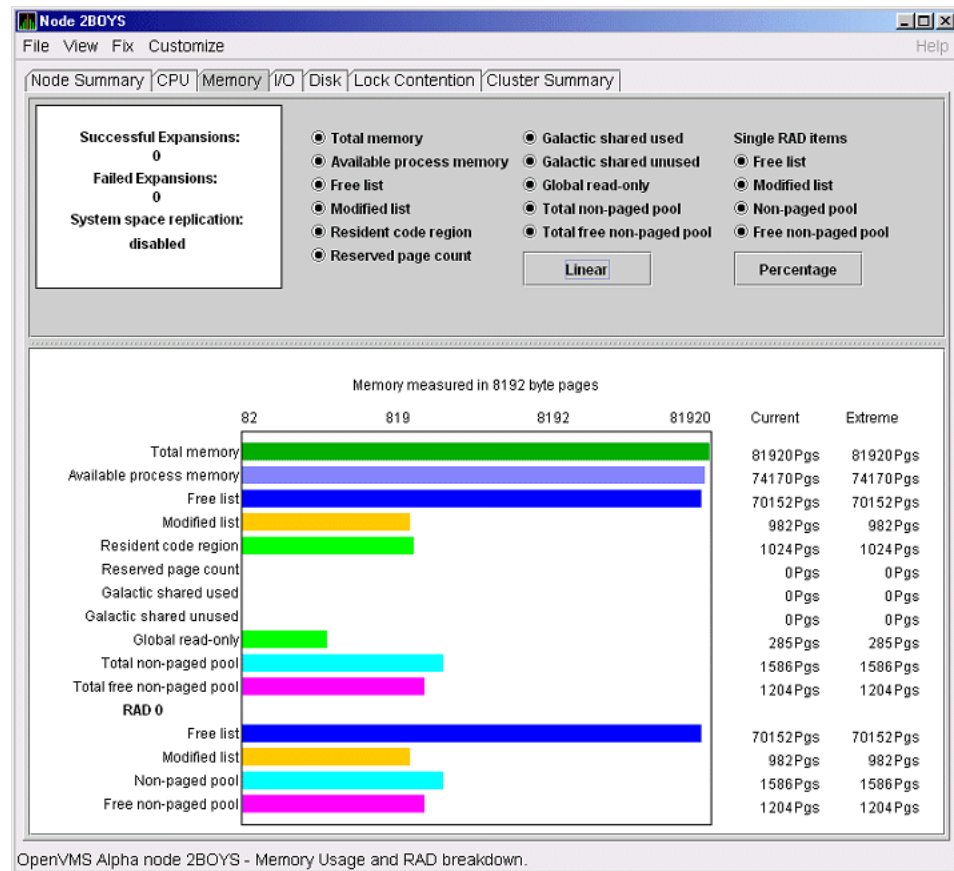 Node 2BOYS
File View Fix Customize Help
Node Summary CPU Memory I/O Disk Lock Contention Cluster Summary
Successful Expansions:
0
Failed Expansions:
0
System space replication:
disabled
Total memory
Available process memory
Free list
Modified list
Resident code region
Reserved page count
Galactic shared used
Galactic shared unused
Global read-only
Total non-paged pool
Total free non-paged pool
Linear
Single RAD items
Free list
Modified list
Non-paged pool
Free non-paged pool
Percentage
Memory measured in 8192 byte pages
82 819 8192 81920 Current Extreme
Total memory 81920Pgs 81920Pgs
Available process memory 74170Pgs 74170Pgs
Free list 70152Pgs 70152Pgs
Modified list 982Pgs 982Pgs
Resident code region 1024Pgs 1024Pgs
Reserved page count 0Pgs 0Pgs
Galactic shared used 0Pgs 0Pgs
Galactic shared unused 0Pgs 0Pgs
Global read-only 285Pgs 285Pgs
Total non-paged pool 1586Pgs 1586Pgs
Total free non-paged pool 1204Pgs 1204Pgs
RAD 0
Free list 70152Pgs 70152Pgs
Modified list 982Pgs 982Pgs
Non-paged pool 1586Pgs 1586Pgs
Free non-paged pool 1204Pgs 1204Pgs
OpenVMS Alpha node 2BOYS - Memory Usage and RAD breakdown.